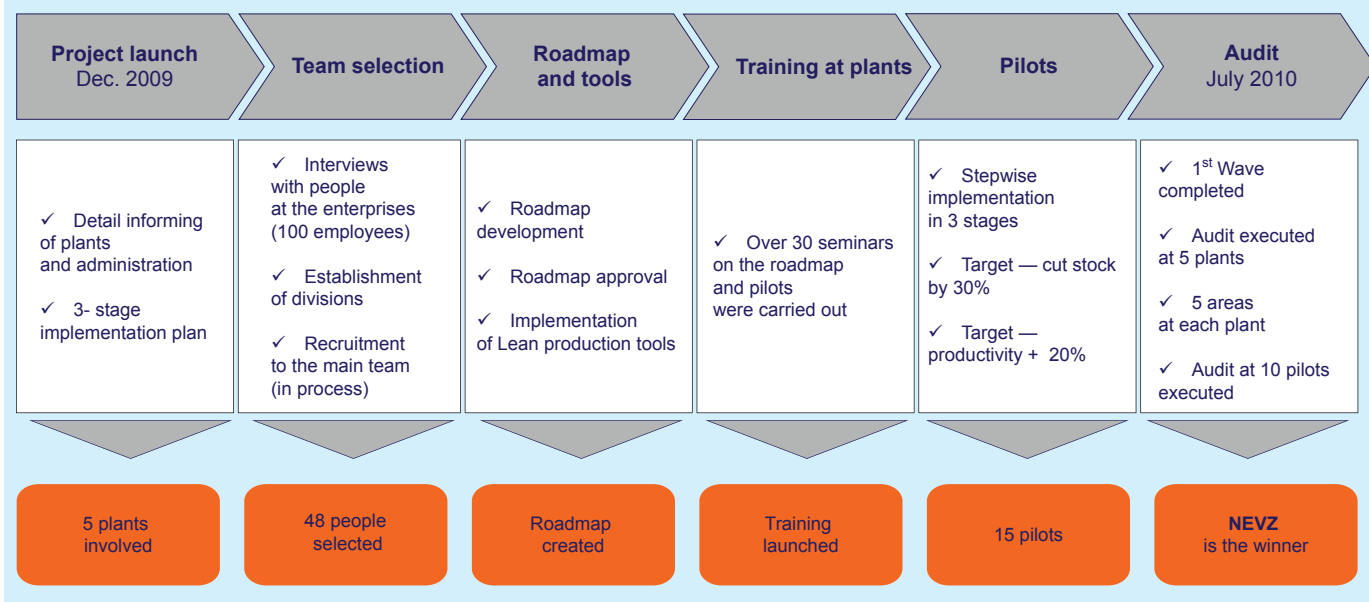 Project launch
Dec. 2009
Team selection
Roadmap
and tools
Training at plants
Pilots
Audit
July 2010
✓ Detail informing
of plants
and administration
✓ 3- stage
implementation plan
✓ Interviews
with people
at the enterprises
(100 employees)
✓ Establishment
of divisions
✓ Recruitment
to the main team
(in process)
✓ Roadmap
development
✓ Roadmap approval
✓ Implementation
of Lean production tools
✓ Over 30 seminars
on the roadmap
and pilots
were carried out
✓ Stepwise
implementation
in 3 stages
✓ Target — cut stock
by 30%
✓ Target —
productivity + 20%
✓ 1st Wave
completed
✓ Audit executed
at 5 plants
✓ 5 areas
at each plant
✓ Audit at 10 pilots
executed
5 plants
involved
48 people
selected
Roadmap
created
Training
launched
15 pilots
NEVZ
is the winner